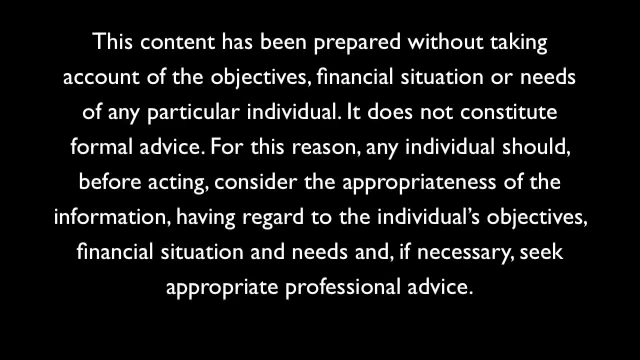 This content has been prepared without taking
account of the objectives, financial situation or needs
of any particular individual. It does not constitute
formal advice. For this reason, any individual should,
before acting, consider the appropriateness of the
information, having regard to the individual’s objectives,
financial situation and needs and, if necessary, seek
appropriate professional advice.